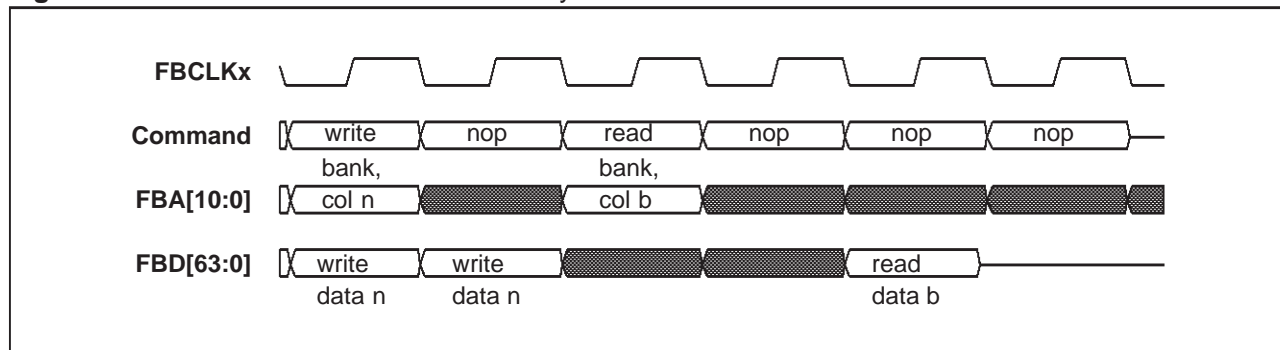 FBCLKx
Command write nop read nop nop nop
bank, bank,
FBA[10:0] col n col b
FBD[63:0] write write read
data n data n data b